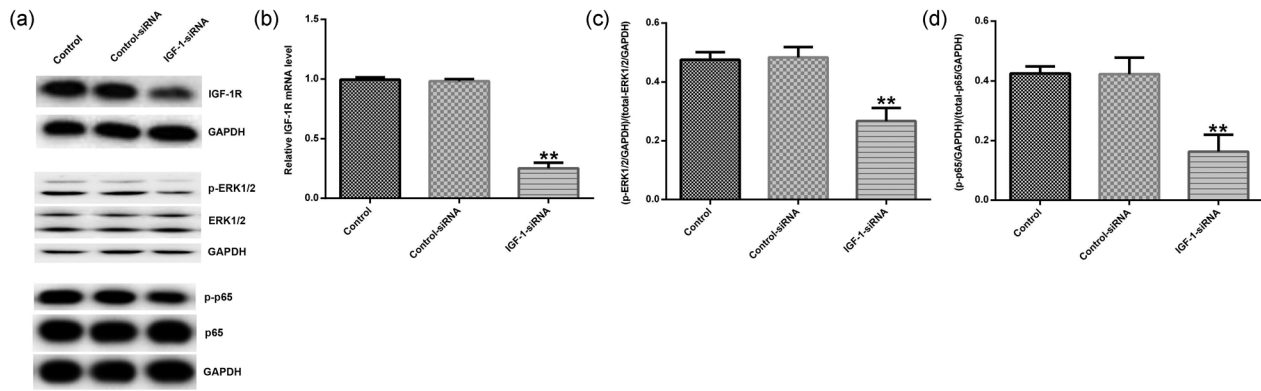 (a)
Control
Control-siRNA
IGF-1-siRNA
IGF-1R
GAPDH
p-ERK1/2
ERK1/2
GAPDH
p-p65
p65
GAPDH
(b)
Relative IGF-1R mRNA level
1.5
1.0
0.5
0.0
**
Control
Control-siRNA
IGF-1-siRNA
(c)
(p-ERK1/2/GAPDH)/(total-ERK1/2/GAPDH)
0.6
0.4
0.2
0.0
**
Control
Control-siRNA
IGF-1-siRNA
(d)
(p-p65/GAPDH)/(total-p65/GAPDH)
0.6
0.4
0.2
0.0
**
Control
Control-siRNA
IGF-1-siRNA